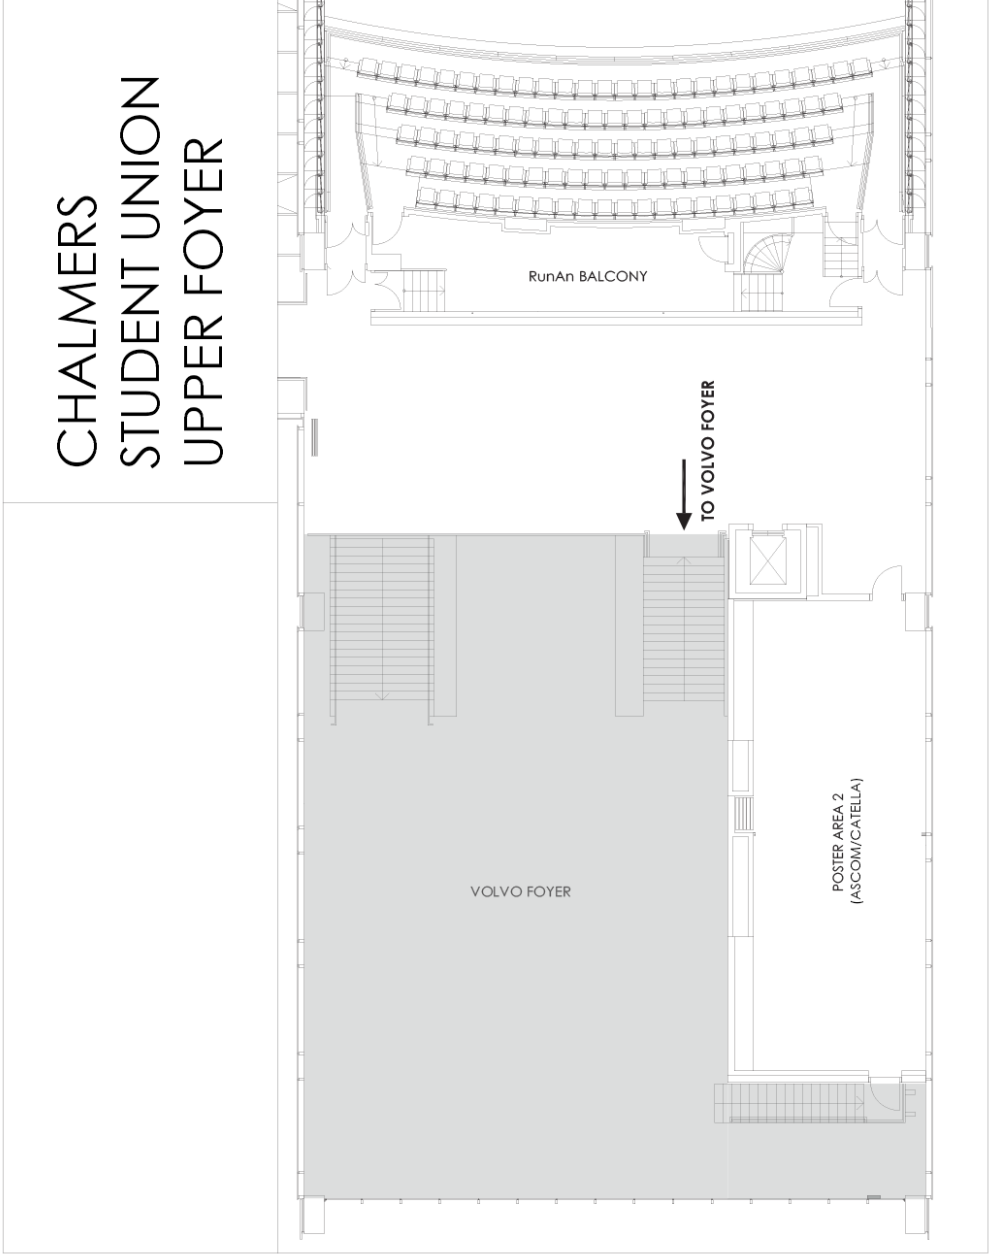 CHALMERS
STUDENT UNION
UPPER FOYER
RunAn BALCONY
TO VOLVO FOYER
VOLVO FOYER
POSTER AREA 2
(ASCOM/CATELLA)